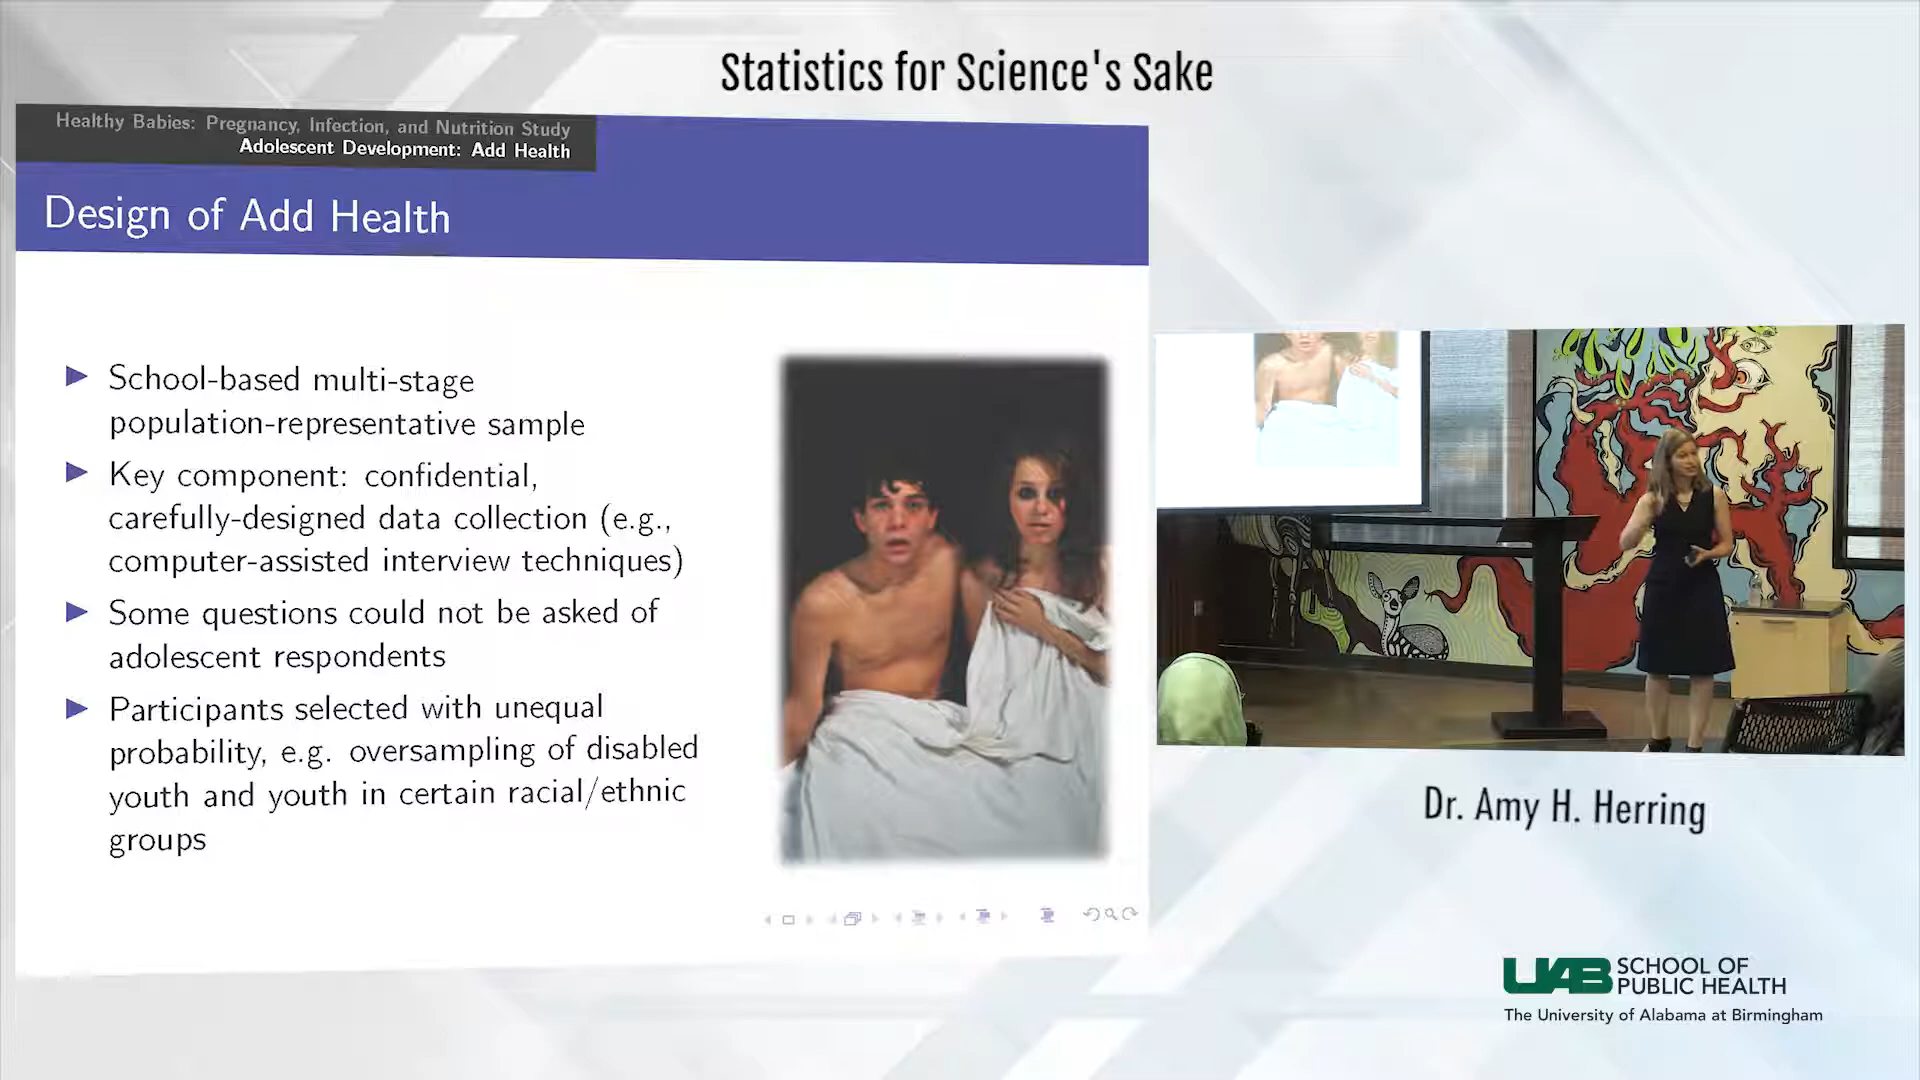 Statistics for Science's Sake
Healthy Babies: Pregnancy, Infection, and Nutrition Study
Adolescent Development: Add Health
Design of Add Health
School-based multi-stage
population-representative sample
Key component: confidential,
carefully-designed data collection (e.g.,
computer-assisted interview techniques)
Some questions could not be asked of
adolescent respondents
Participants selected with unequal
probability, e.g. oversampling of disabled
youth and youth in certain racial/ethnic
groups
Dr. Amy H. Herring
UAB SCHOOL OF
PUBLIC HEALTH
The University of Alabama at Birmingham